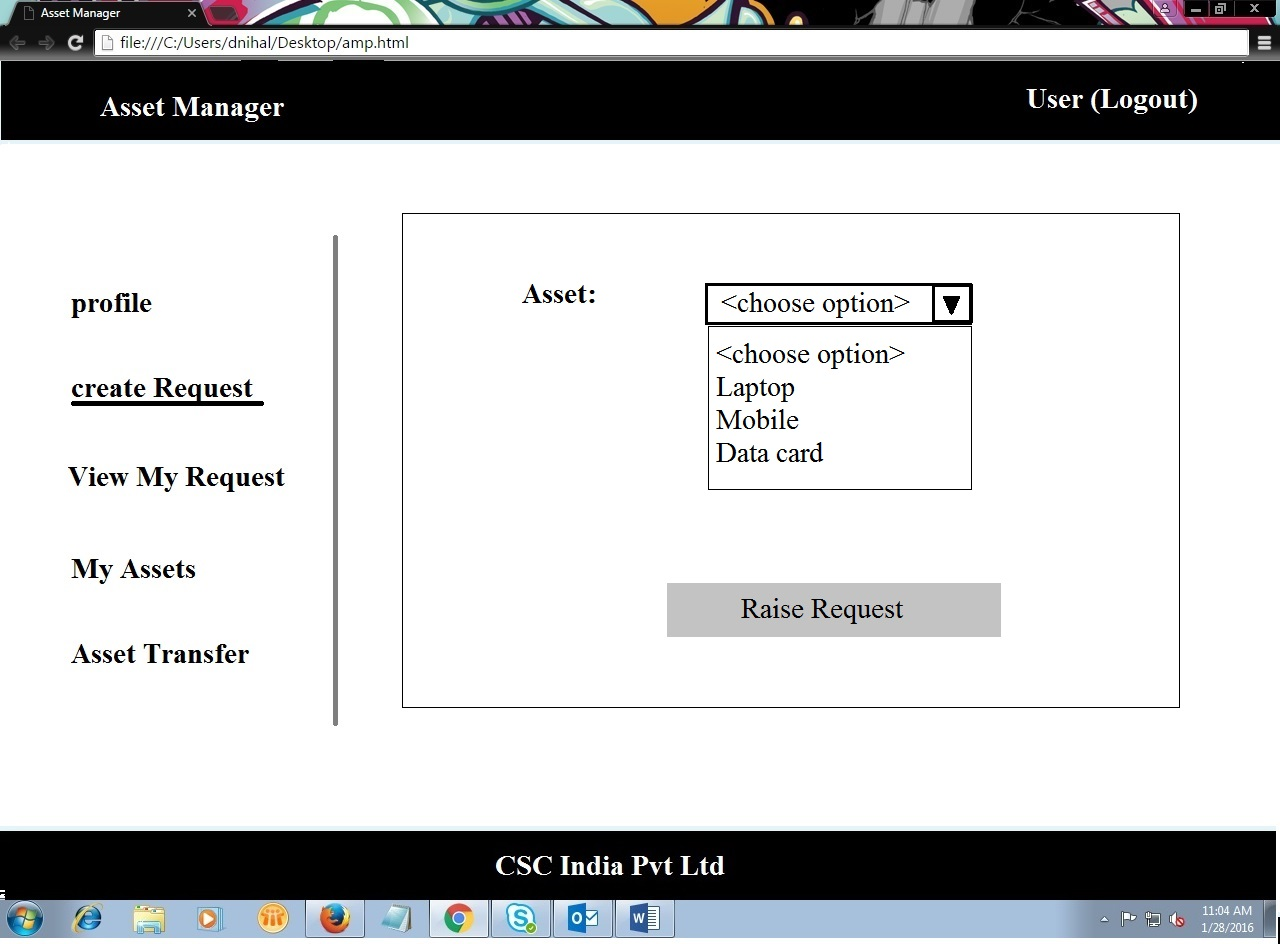 Asset Manager
file:///C:/Users/dnihal/Desktop/amp.html
Asset Manager
User (Logout)
profile
create Request
View My Request
My Assets
Asset Transfer
Asset:
<choose option>
<choose option>
Laptop
Mobile
Data card
Raise Request
CSC India Pvt Ltd
11:04 AM
1/28/2016